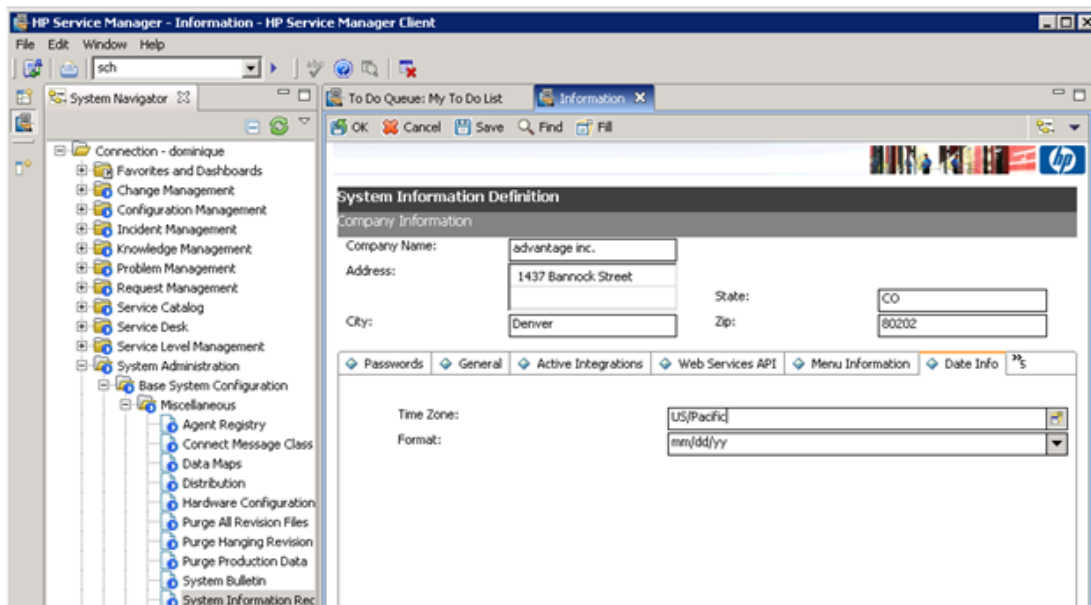 HP Service Manager - Information - HP Service Manager Client
File Edit Window Help
sch
System Navigator
To Do Queue: My To Do List
Information
OK Cancel Save Find Fill
hp
Connection - dominique
Favorites and Dashboards
Change Management
Configuration Management
Incident Management
Knowledge Management
Problem Management
Request Management
Service Catalog
Service Desk
Service Level Management
System Administration
Base System Configuration
Miscellaneous
Agent Registry
Connect Message Class
Data Maps
Distribution
Hardware Configuration
Purge All Revision Files
Purge Hanging Revision
Purge Production Data
System Bulletin
System Information Rec
System Information Definition
Company Information
Company Name: advantage inc.
Address: 1437 Bannock Street
State: CO
City: Denver
Zip: 80202
Passwords General Active Integrations Web Services API Menu Information Date Info »5
Time Zone: US/Pacific
Format: mm/dd/yy